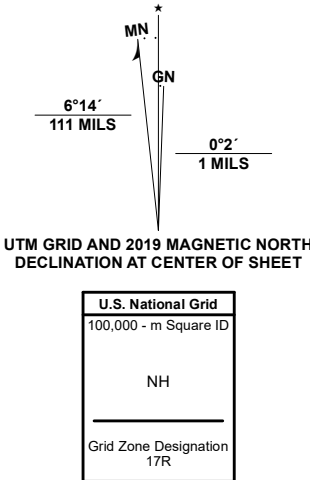 ★
MN
GN
6°14´
111 MILS
0°2´
1 MILS
UTM GRID AND 2019 MAGNETIC NORTH
DECLINATION AT CENTER OF SHEET
U.S. National Grid
100,000 - m Square ID
NH
Grid Zone Designation
17R